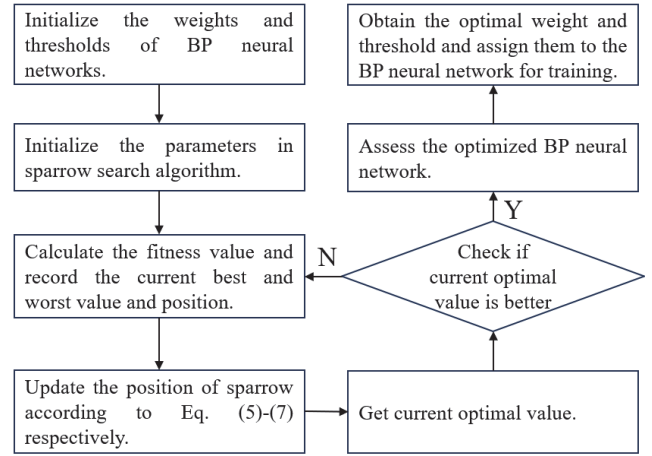 Initialize the weights and
thresholds of BP neural
networks.
Initialize the parameters in
sparrow search algorithm.
Calculate the fitness value and
record the current best and
worst value and position.
Update the position of sparrow
according to Eq. (5)-(7)
respectively.
Get current optimal value.
Check if
current optimal
value is better
N
Y
Assess the optimized BP neural
network.
Obtain the optimal weight and
threshold and assign them to the
BP neural network for training.